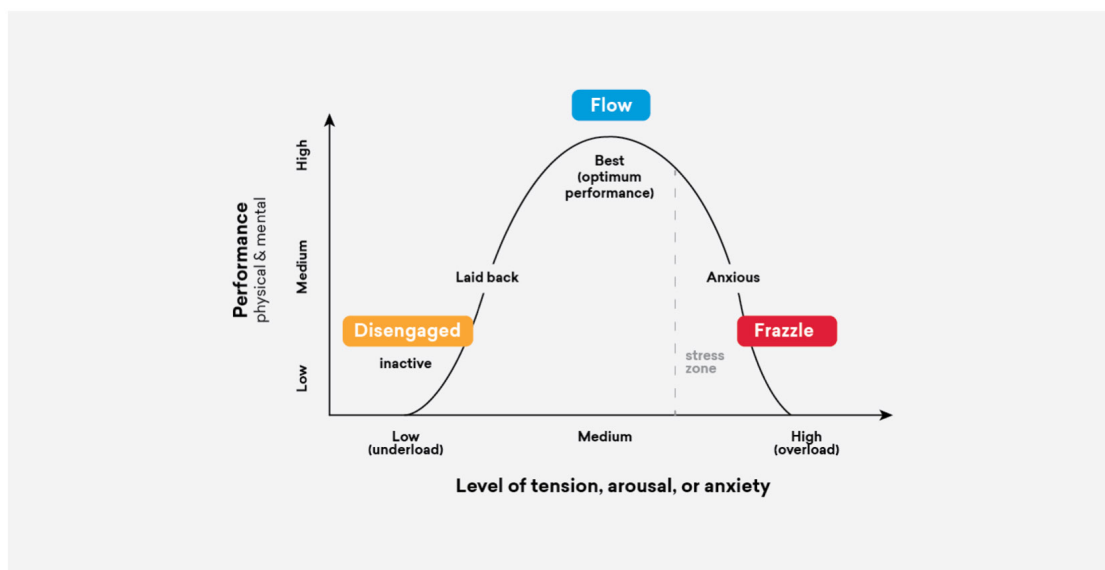 Flow
High
Best
(optimum
performance)
Performance
physical & mental
Medium
Laid back
Anxious
Disengaged
Frazzle
inactive
stress
zone
Low
Low
(underload)
Medium
High
(overload)
Level of tension, arousal, or anxiety